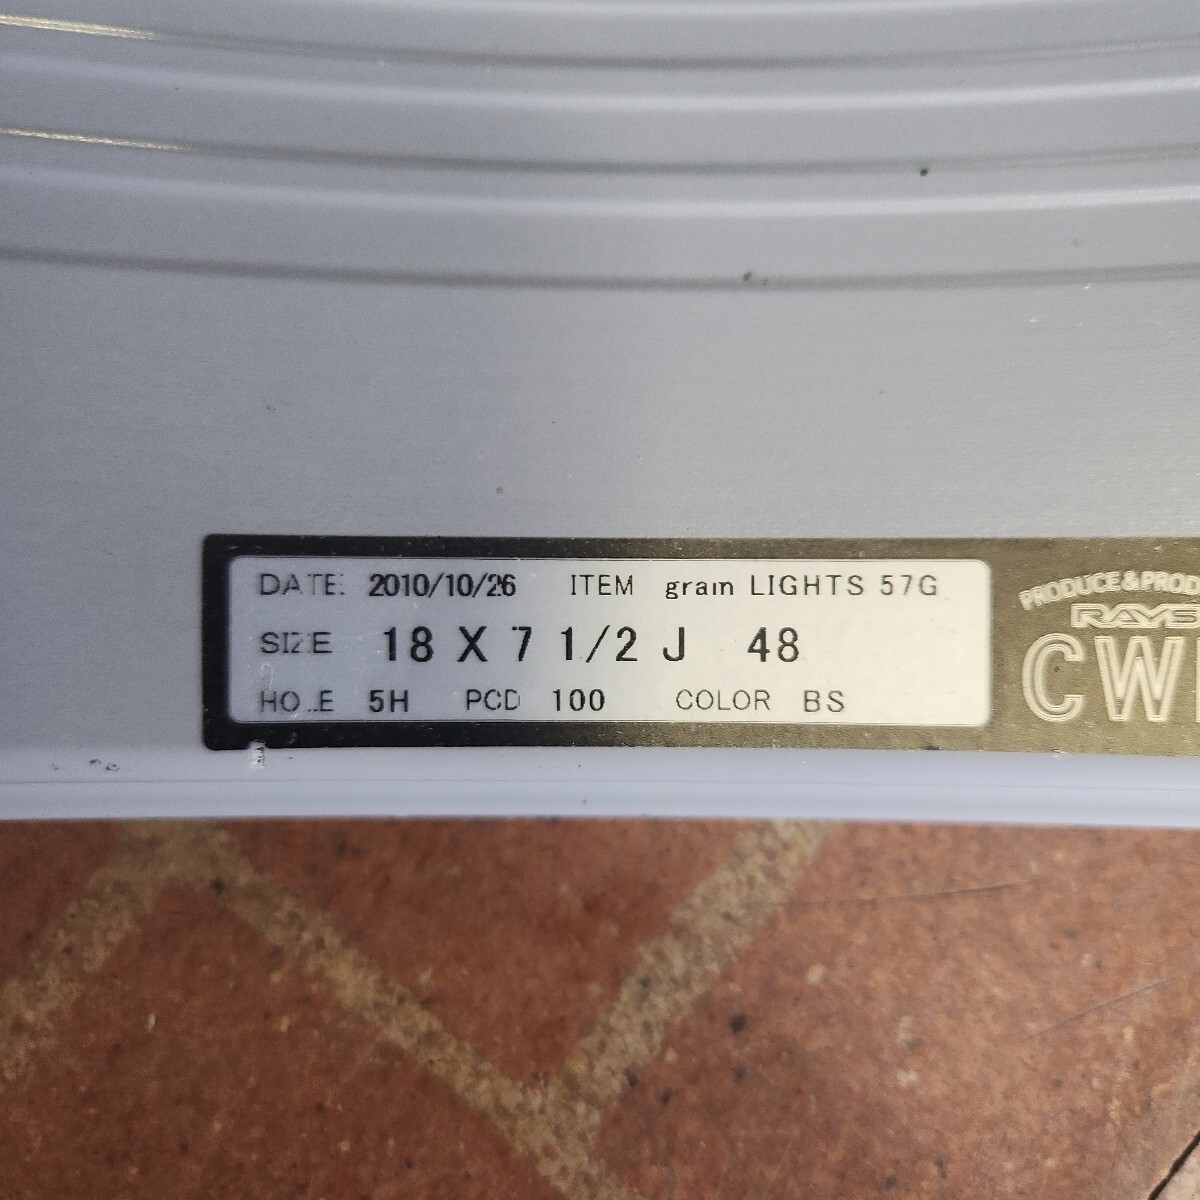 DATE: 2010/10/26 ITEM gram LIGHTS 57G
SIZE 18 X 7 1/2 J 48
HOLE 5H PCD 100 COLOR BS
PRODUCE & PROD
RAYS
CW